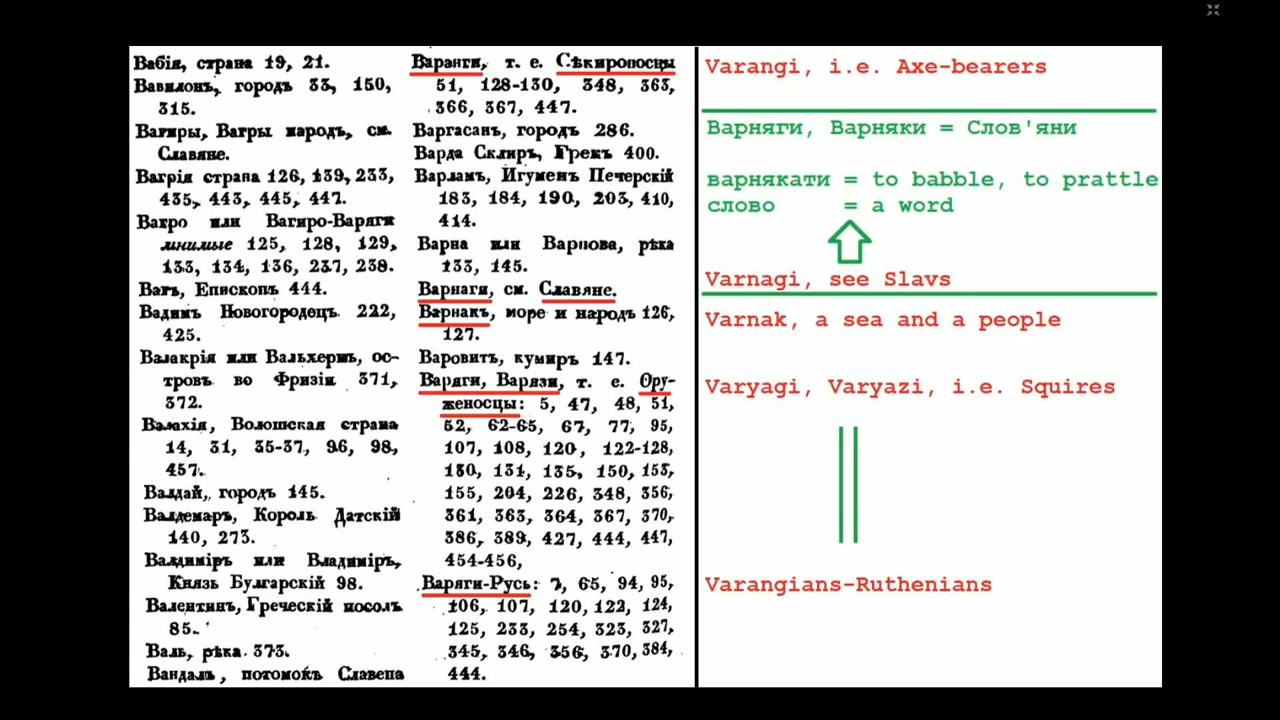 Вабія, страна 19, 21.
Вавилонъ, городъ 33, 150,
315.
Вагиры, Вагры народъ, см.
Славяне.
Вагрія страна 126, 139, 233,
435, 443, 445, 447.
Вагро или Вагиро-Варяги
мнимые 125, 128, 129,
133, 134, 136, 237, 238.
Вагъ, Епископъ 444.
Вадимъ Новогородецъ 222,
425.
Валакрія или Вальхернъ, ос-
тровъ во Фризіи 371,
372.
Валахія, Волошская страна
14, 31, 35-37, 96, 98,
457.
Валдай, городъ 145.
Валдемаръ, Король Датскій
140, 273.
Валдиміръ или Владиміръ,
Князь Булгарскій 98.
Валентинъ, Греческій посолъ
85.
Валь, рѣка 373.
Вандалъ, потомокъ Славена
Варанги, т. е. Сѣкироносцы
51, 128-130, 348, 363,
366, 367, 447.
Варгасанъ, городъ 286.
Варда Склиръ, Грекъ 400.
Варламъ, Игуменъ Печерскій
183, 184, 190, 203, 410,
414.
Варна или Варнова, рѣка
133, 145.
Варнаги, см. Славяне.
Варнакъ, море и народъ 126,
127.
Варовитъ, кумиръ 147.
Варяги, Варязи, т. е. Ору-
женосцы: 5, 47, 48, 51,
52, 62-65, 67, 77, 95,
107, 108, 120, 122-128,
130, 131, 135, 150, 153,
155, 204, 226, 348, 356,
361, 363, 364, 367, 370,
386, 389, 427, 444, 447,
454-456,
Варяги-Русь: 7, 65, 94, 95,
106, 107, 120, 122, 124,
125, 233, 254, 323, 327,
345, 346, 356, 370, 384,
444.
Varangi, i.e. Axe-bearers
Варняги, Варняки = Слов'яни
варнякати = to babble, to prattle
слово = a word
Varnagi, see Slavs
Varnak, a sea and a people
Varyagi, Varyazi, i.e. Squires
Varangians-Ruthenians